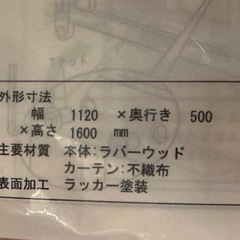 外形寸法
幅 1120 ×奥行き 500
×高さ 1600 mm
主要材質 本体:ラバーウッド
カーテン:不織布
表面加工 ラッカー塗装